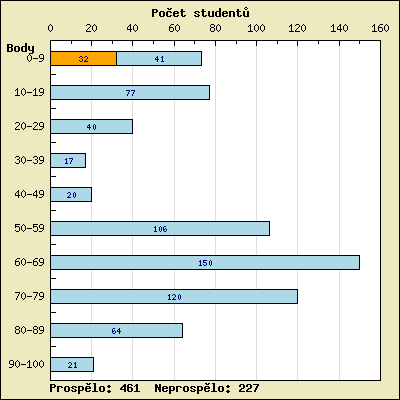 Počet studentů
0 20 40 60 80 100 120 140 160
Body
0-9 32 41
10-19 77
20-29 40
30-39 17
40-49 20
50-59 106
60-69 150
70-79 120
80-89 64
90-100 21
Prospělo: 461 Neprospělo: 227